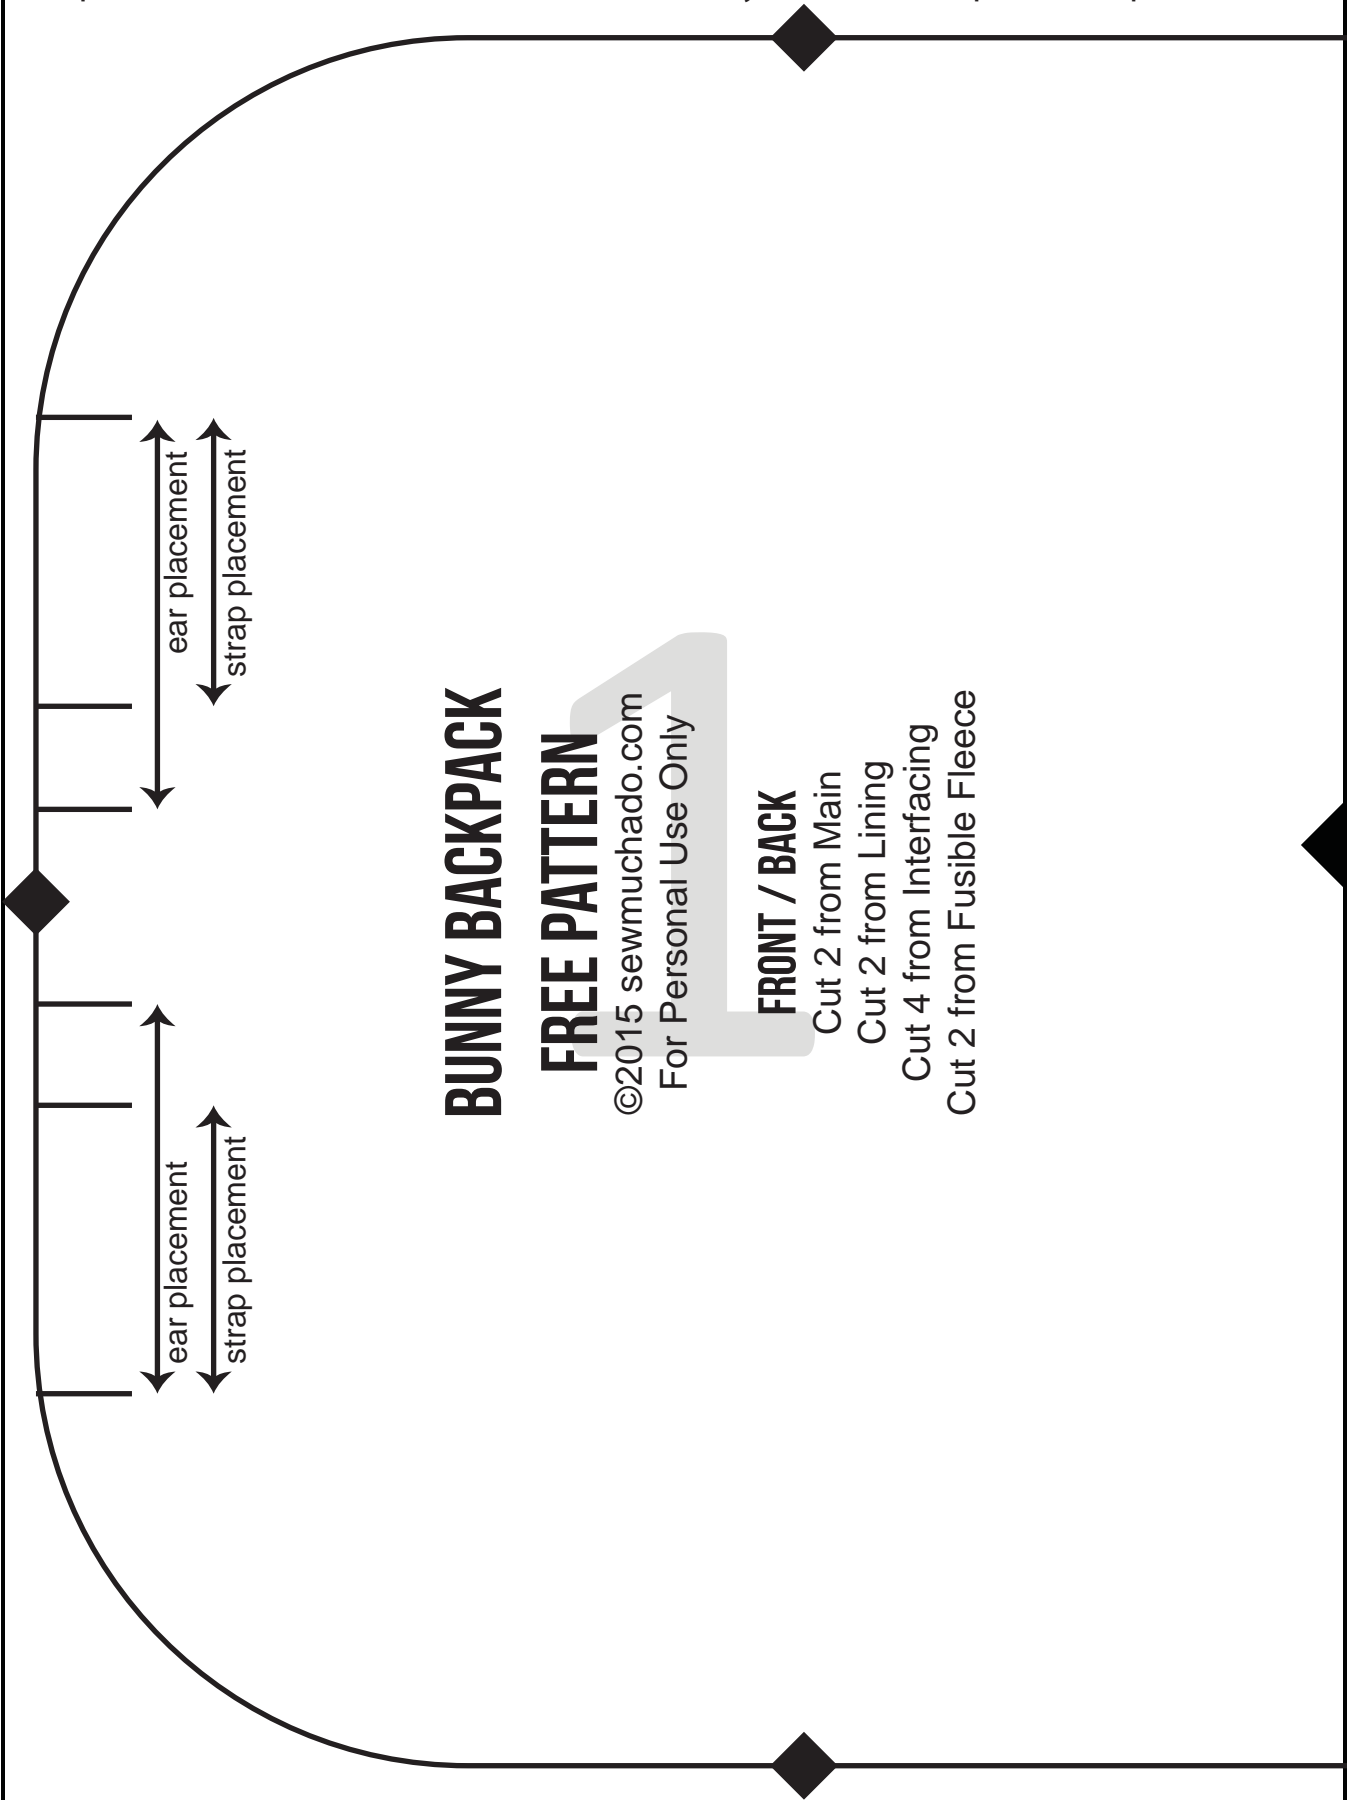 ear placement
strap placement
ear placement
strap placement
BUNNY BACKPACK
FREE PATTERN
©2015 sewmuchado.com
For Personal Use Only
1
FRONT / BACK
Cut 2 from Main
Cut 2 from Lining
Cut 4 from Interfacing
Cut 2 from Fusible Fleece